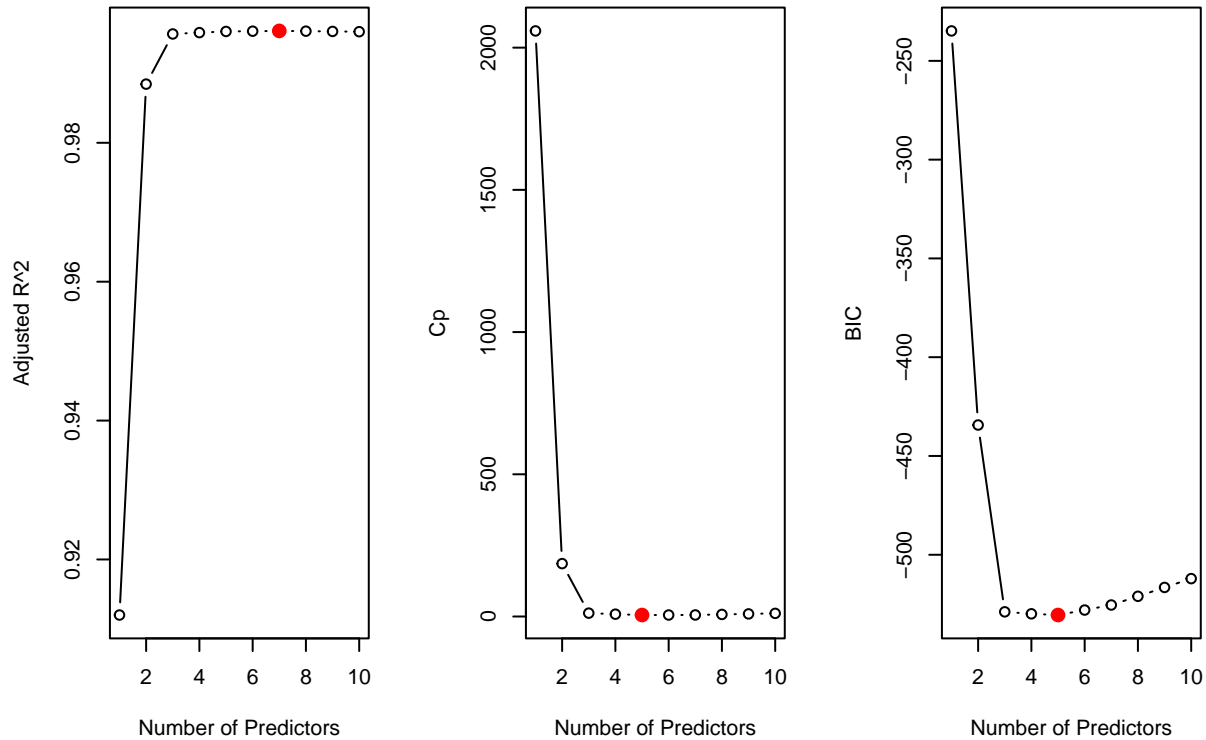 Adjusted R^2
0.98
0.96
0.94
0.92
2 4 6 8 10
Number of Predictors
Cp
2000
1500
1000
500
0
2 4 6 8 10
Number of Predictors
BIC
−250
−300
−350
−400
−450
−500
2 4 6 8 10
Number of Predictors